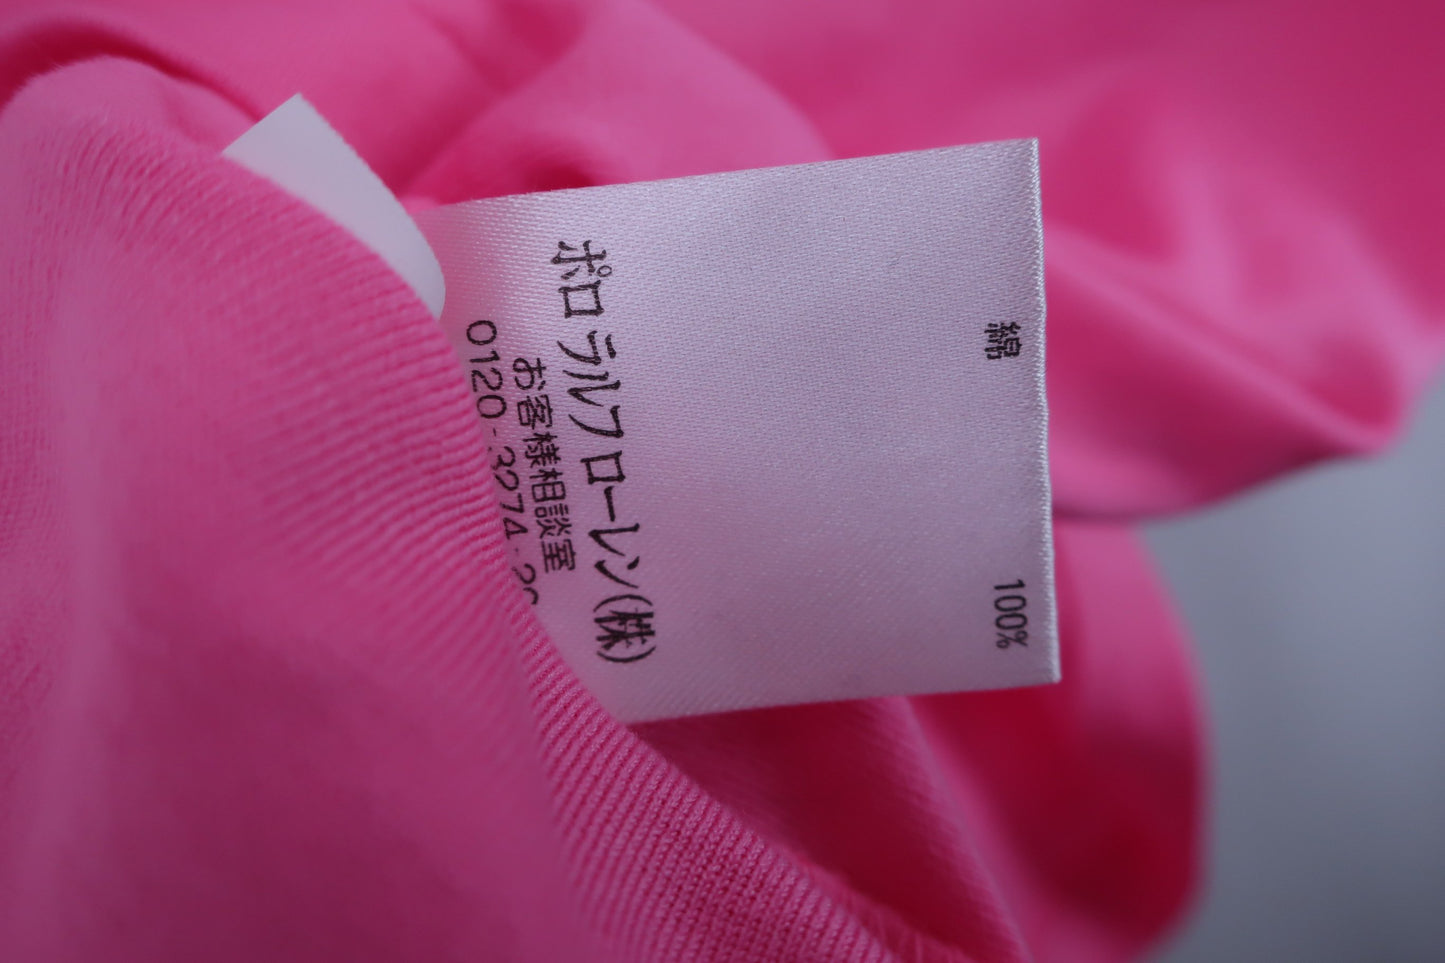 綿 100%
ポロ ラルフ ローレン(株)
お客様相談室
0120-3274-20